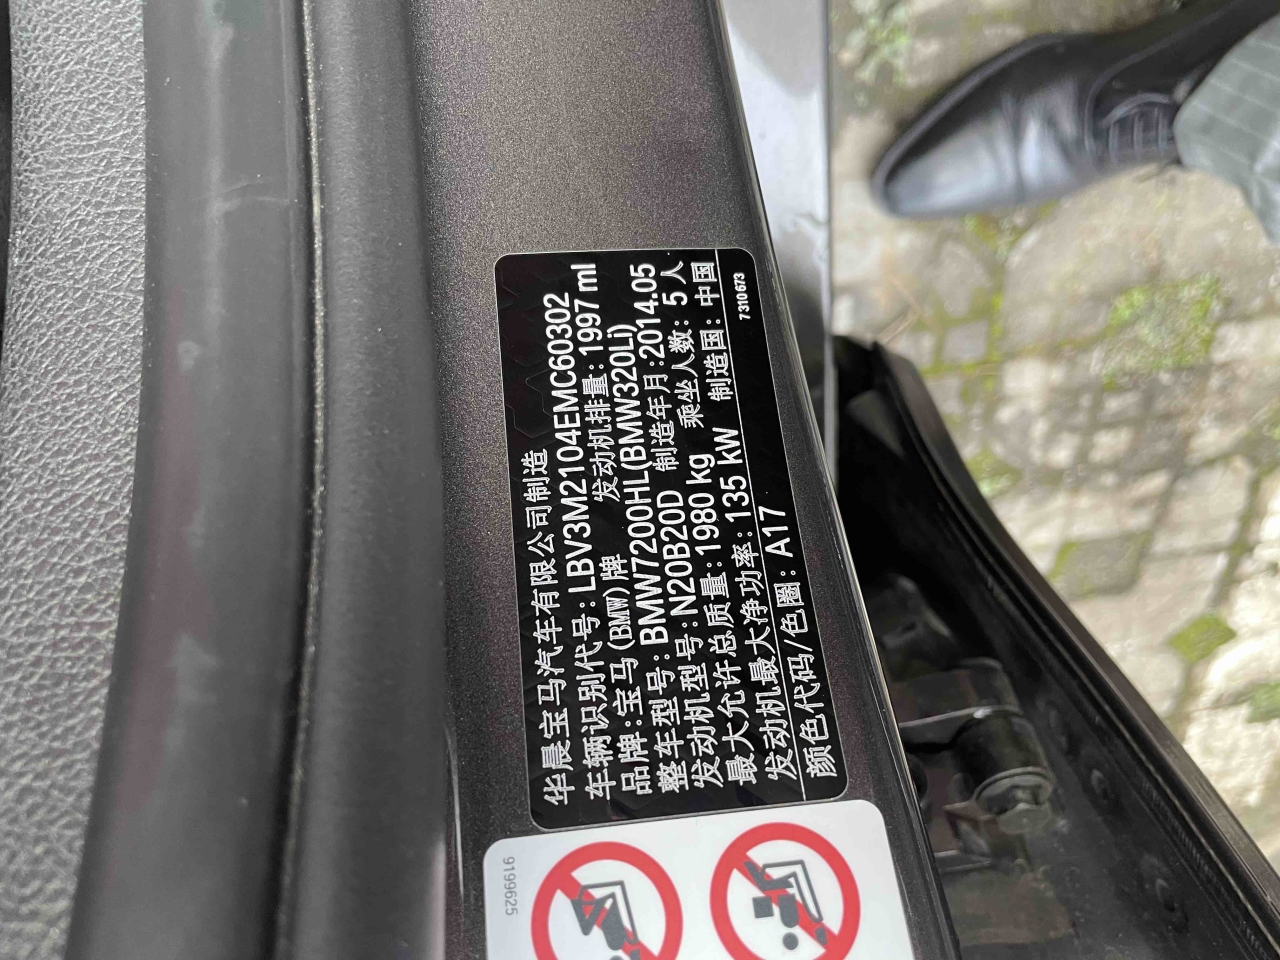 华晨宝马汽车有限公司制造
车辆识别代号:LBV3M2104EMC60302
品牌:宝马(BMW)牌 发动机排量:1997 ml
整车型号:BMW7200HL(BMW320Li)
发动机型号:N20B20D 制造年月:2014.05
最大允许总质量:1980 kg 乘坐人数: 5 人
发动机最大净功率:135 kW 制造国: 中国
颜色代码/色圈: A17
7310673
9199625